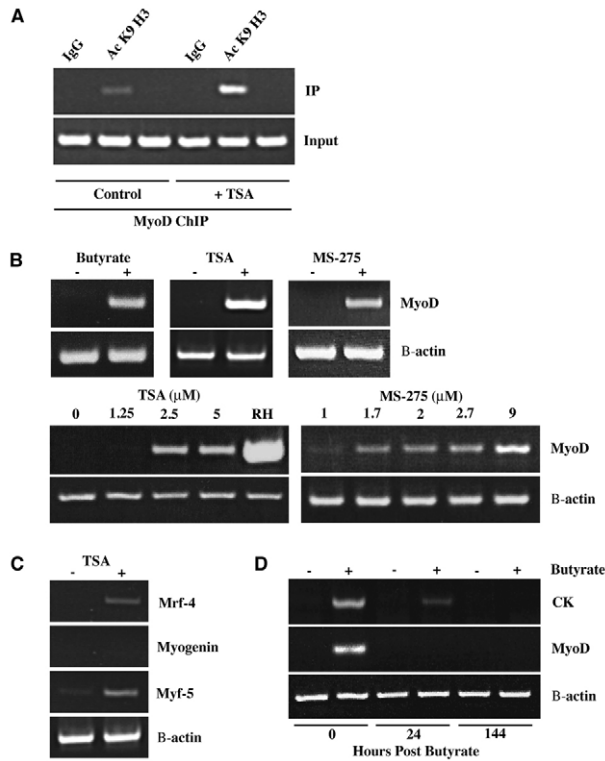 A
IgG Ac K9 H3 IgG Ac K9 H3
IP
Input
Control + TSA
MyoD ChIP
B
Butyrate TSA MS-275
- + - + - +
MyoD
B-actin
TSA (μM) MS-275 (μM)
0 1.25 2.5 5 RH 1 1.7 2 2.7 9
MyoD
B-actin
C
TSA
- +
Mrf-4
Myogenin
Myf-5
B-actin
D
- + - + - + Butyrate
CK
MyoD
B-actin
0 24 144
Hours Post Butyrate